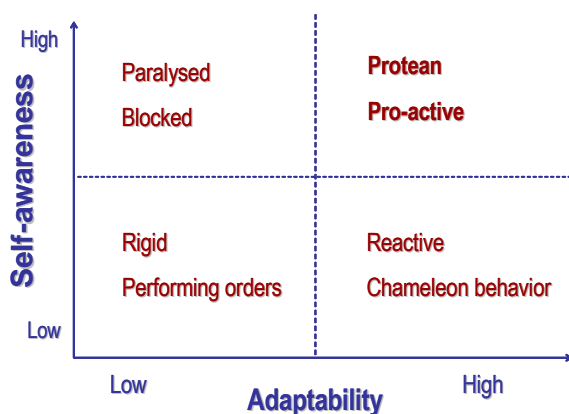 High
Paralysed
Blocked
Protean
Pro-active
Self-awareness
Rigid
Performing orders
Reactive
Chameleon behavior
Low
Low
Adaptability
High